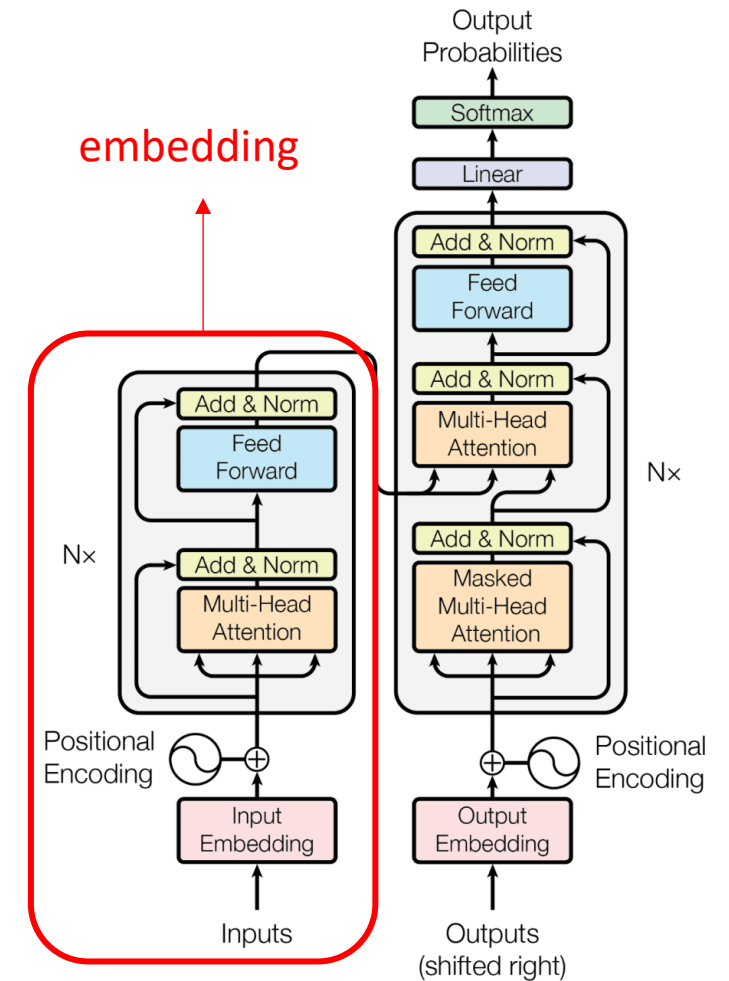 Output
Probabilities
Softmax
Linear
Add & Norm
Feed
Forward
Add & Norm
Multi-Head
Attention
Nx
Add & Norm
Masked
Multi-Head
Attention
Positional
Encoding
Output
Embedding
Outputs
(shifted right)
embedding
Add & Norm
Feed
Forward
N×
Add & Norm
Multi-Head
Attention
Positional
Encoding
Input
Embedding
Inputs